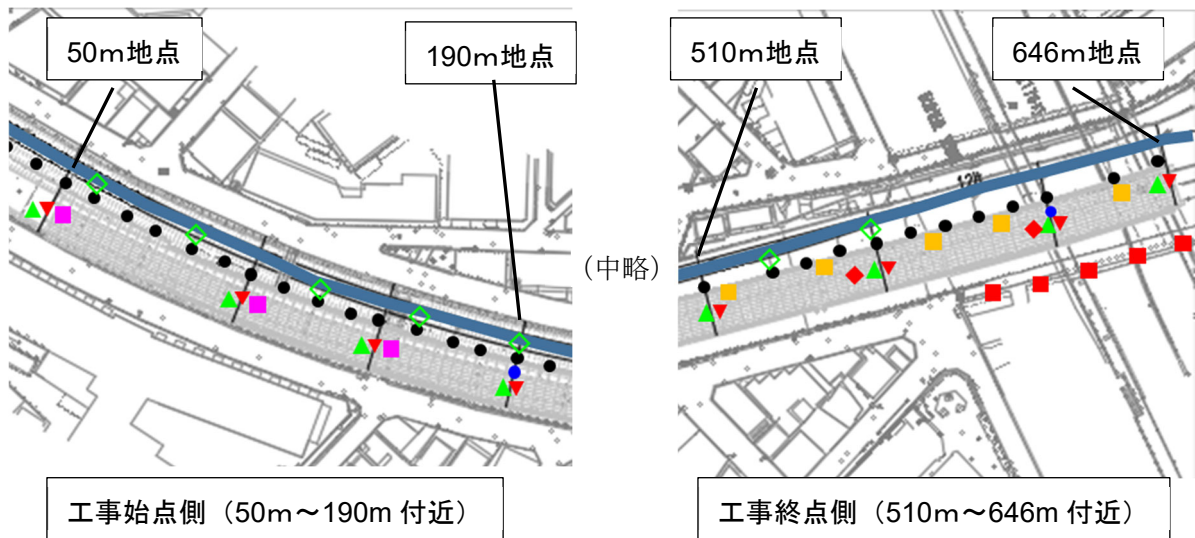 50ｍ地点
190ｍ地点
510ｍ地点
646ｍ地点
（中略）
工事始点側（50ｍ～190m 付近）
工事終点側（510ｍ～646m 付近）